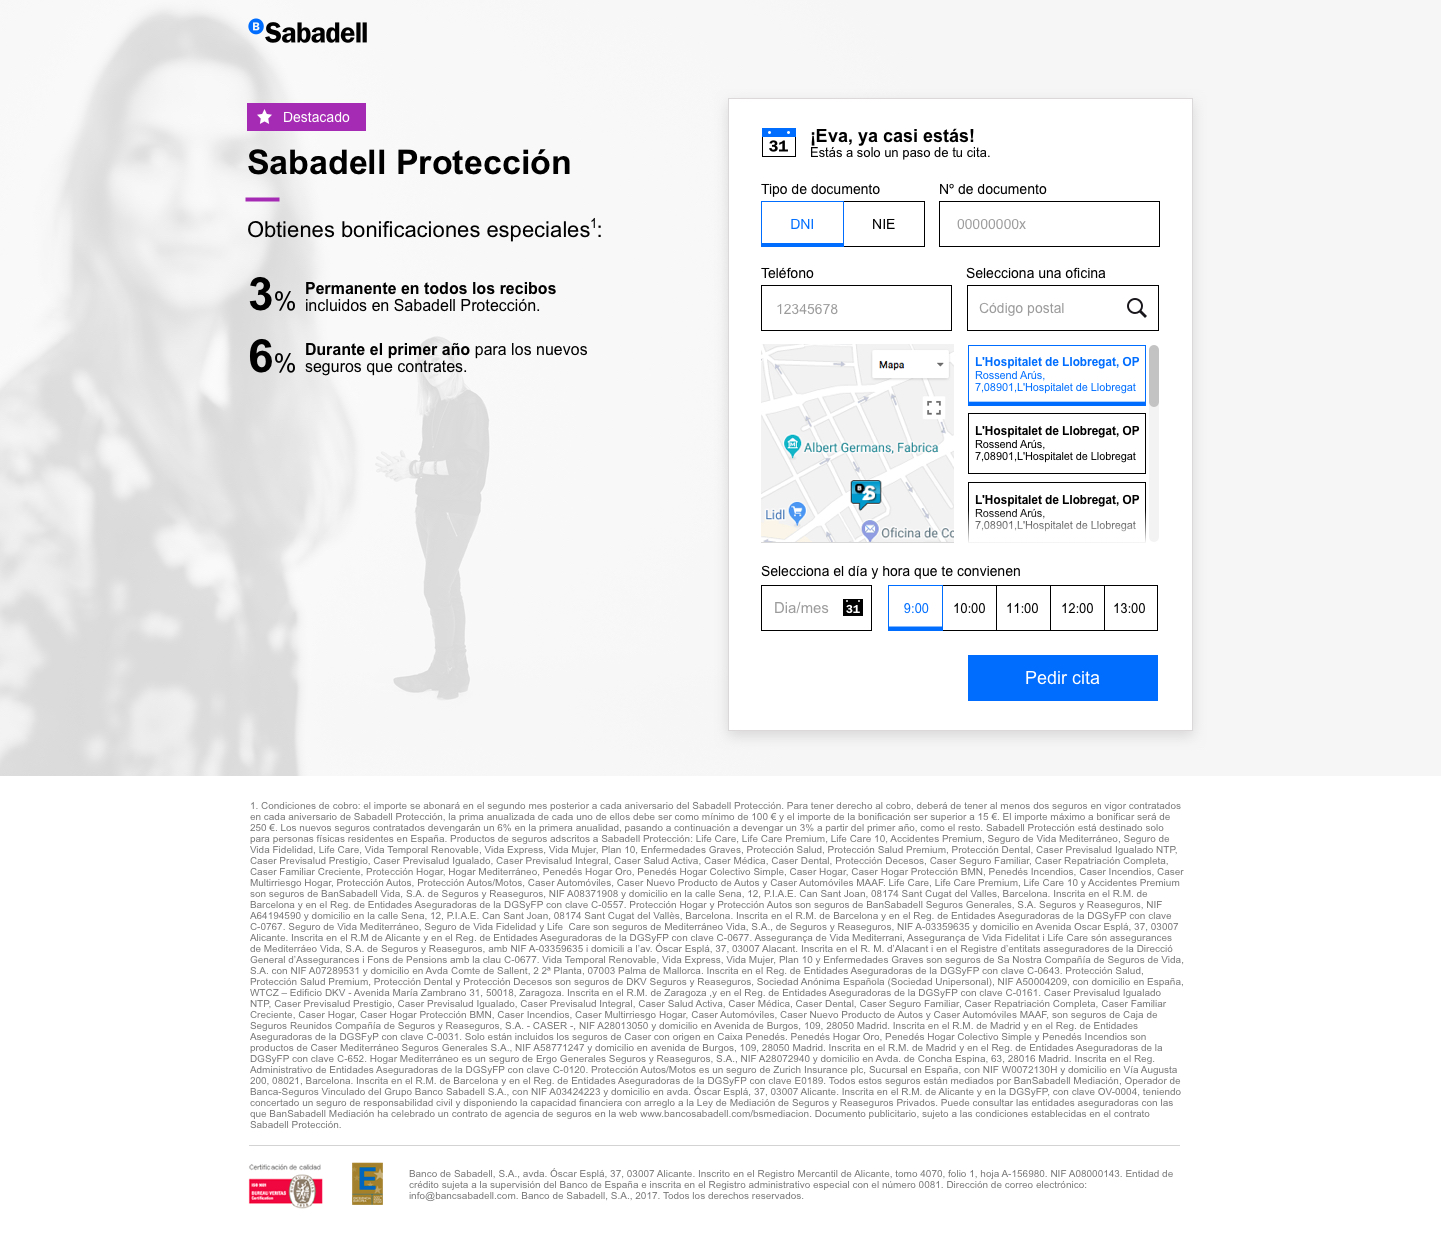 B Sabadell
Destacado
Sabadell Protección
Obtienes bonificaciones especiales1:
3% Permanente en todos los recibos
incluidos en Sabadell Protección.
6% Durante el primer año para los nuevos
seguros que contrates.
31 ¡Eva, ya casi estás!
Estás a solo un paso de tu cita.
Tipo de documento
Nº de documento
DNI NIE
00000000x
Teléfono
Selecciona una oficina
12345678
Código postal
Mapa
Albert Germans, Fabrica
Lidl
Oficina de Co
L'Hospitalet de Llobregat, OP
Rossend Arús,
7,08901,L'Hospitalet de Llobregat
L'Hospitalet de Llobregat, OP
Rossend Arús,
7,08901,L'Hospitalet de Llobregat
L'Hospitalet de Llobregat, OP
Rossend Arús,
7,08901,L'Hospitalet de Llobregat
Selecciona el día y hora que te convienen
Dia/mes 31
9:00 10:00 11:00 12:00 13:00
Pedir cita
1. Condiciones de cobro: el importe se abonará en el segundo mes posterior a cada aniversario del Sabadell Protección. Para tener derecho al cobro, deberá de tener al menos dos seguros en vigor contratados
en cada aniversario de Sabadell Protección, la prima anualizada de cada uno de ellos debe ser como mínimo de 100 € y el importe de la bonificación ser superior a 15 €. El importe máximo a bonificar será de
250 €. Los nuevos seguros contratados devengarán un 6% en la primera anualidad, pasando a continuación a devengar un 3% a partir del primer año, como el resto. Sabadell Protección está destinado solo
para personas físicas residentes en España. Productos de seguros adscritos a Sabadell Protección: Life Care, Life Care Premium, Life Care 10, Accidentes Premium, Seguro de Vida Mediterráneo, Seguro de
Vida Fidelidad, Life Care, Vida Temporal Renovable, Vida Express, Vida Mujer, Plan 10, Enfermedades Graves, Protección Salud, Protección Salud Premium, Protección Dental, Caser Previsalud Igualado NTP,
Caser Previsalud Prestigio, Caser Previsalud Igualado, Caser Previsalud Integral, Caser Salud Activa, Caser Médica, Caser Dental, Protección Decesos, Caser Seguro Familiar, Caser Repatriación Completa,
Caser Familiar Creciente, Protección Hogar, Hogar Mediterráneo, Penedés Hogar Oro, Penedés Hogar Colectivo Simple, Caser Hogar, Caser Hogar Protección BMN, Penedés Incendios, Caser Incendios, Caser
Multirriesgo Hogar, Protección Autos, Protección Autos/Motos, Caser Automóviles, Caser Nuevo Producto de Autos y Caser Automóviles MAAF. Life Care, Life Care Premium, Life Care 10 y Accidentes Premium
son seguros de BanSabadell Vida, S.A. de Seguros y Reaseguros, NIF A08371908 y domicilio en la calle Sena, 12, P.I.A.E. Can Sant Joan, 08174 Sant Cugat del Valles, Barcelona. Inscrita en el R.M. de
Barcelona y en el Reg. de Entidades Aseguradoras de la DGSyFP con clave C-0557. Protección Hogar y Protección Autos son seguros de BanSabadell Seguros Generales, S.A. Seguros y Reaseguros, NIF
A64194590 y domicilio en la calle Sena, 12, P.I.A.E. Can Sant Joan, 08174 Sant Cugat del Vallès, Barcelona. Inscrita en el R.M. de Barcelona y en el Reg. de Entidades Aseguradoras de la DGSyFP con clave
C-0767. Seguro de Vida Mediterráneo, Seguro de Vida Fidelidad y Life Care son seguros de Mediterráneo Vida, S.A., de Seguros y Reaseguros, NIF A-03359635 y domicilio en Avenida Oscar Esplá, 37, 03007
Alicante. Inscrita en el R.M de Alicante y en el Reg. de Entidades Aseguradoras de la DGSyFP con clave C-0677. Assegurança de Vida Mediterrani, Assegurança de Vida Fidelitat i Life Care són assegurances
de Mediterráneo Vida, S.A. de Seguros y Reaseguros, amb NIF A-03359635 i domicili a l'av. Óscar Esplá, 37, 03007 Alacant. Inscrita en el R. M. d'Alacant i en el Registre d'entitats asseguradores de la Direcció
General d'Assegurances i Fons de Pensions amb la clau C-0677. Vida Temporal Renovable, Vida Express, Vida Mujer, Plan 10 y Enfermedades Graves son seguros de Sa Nostra Compañía de Seguros de Vida,
S.A. con NIF A07289531 y domicilio en Avda Comte de Sallent, 2 2ª Planta, 07003 Palma de Mallorca. Inscrita en el Reg. de Entidades Aseguradoras de la DGSyFP con clave C-0643. Protección Salud,
Protección Salud Premium, Protección Dental y Protección Decesos son seguros de DKV Seguros y Reaseguros, Sociedad Anónima Española (Sociedad Unipersonal), NIF A50004209, con domicilio en España,
WTCZ – Edificio DKV - Avenida María Zambrano 31, 50018, Zaragoza. Inscrita en el R.M. de Zaragoza ,y en el Reg. de Entidades Aseguradoras de la DGSyFP con clave C-0161. Caser Previsalud Igualado
NTP, Caser Previsalud Prestigio, Caser Previsalud Igualado, Caser Previsalud Integral, Caser Salud Activa, Caser Médica, Caser Dental, Caser Seguro Familiar, Caser Repatriación Completa, Caser Familiar
Creciente, Caser Hogar, Caser Hogar Protección BMN, Caser Incendios, Caser Multirriesgo Hogar, Caser Automóviles, Caser Nuevo Producto de Autos y Caser Automóviles MAAF, son seguros de Caja de
Seguros Reunidos Compañía de Seguros y Reaseguros, S.A. - CASER -, NIF A28013050 y domicilio en Avenida de Burgos, 109, 28050 Madrid. Inscrita en el R.M. de Madrid y en el Reg. de Entidades
Aseguradoras de la DGSFyP con clave C-0031. Solo están incluidos los seguros de Caser con origen en Caixa Penedés. Penedés Hogar Oro, Penedés Hogar Colectivo Simple y Penedés Incendios son
productos de Caser Mediterráneo Seguros Generales S.A., NIF A58771247 y domicilio en avenida de Burgos, 109, 28050 Madrid. Inscrita en el R.M. de Madrid y en el Reg. de Entidades Aseguradoras de la
DGSyFP con clave C-652. Hogar Mediterráneo es un seguro de Ergo Generales Seguros y Reaseguros, S.A., NIF A28072940 y domicilio en Avda. de Concha Espina, 63, 28016 Madrid. Inscrita en el Reg.
Administrativo de Entidades Aseguradoras de la DGSyFP con clave C-0120. Protección Autos/Motos es un seguro de Zurich Insurance plc, Sucursal en España, con NIF W0072130H y domicilio en Vía Augusta
200, 08021, Barcelona. Inscrita en el R.M. de Barcelona y en el Reg. de Entidades Aseguradoras de la DGSyFP con clave E0189. Todos estos seguros están mediados por BanSabadell Mediación, Operador de
Banca-Seguros Vinculado del Grupo Banco Sabadell S.A., con NIF A03424223 y domicilio en avda. Óscar Esplá, 37, 03007 Alicante. Inscrita en el R.M. de Alicante y en la DGSyFP, con clave OV-0004, teniendo
concertado un seguro de responsabilidad civil y disponiendo la capacidad financiera con arreglo a la Ley de Mediación de Seguros y Reaseguros Privados. Puede consultar las entidades aseguradoras con las
que BanSabadell Mediación ha celebrado un contrato de agencia de seguros en la web www.bancosabadell.com/bsmediacion. Documento publicitario, sujeto a las condiciones establecidas en el contrato
Sabadell Protección.
Certificación de calidad
BUREAU VERITAS
Certification
E
Banco de Sabadell, S.A., avda. Óscar Esplá, 37, 03007 Alicante. Inscrito en el Registro Mercantil de Alicante, tomo 4070, folio 1, hoja A-156980. NIF A08000143. Entidad de
crédito sujeta a la supervisión del Banco de España e inscrita en el Registro administrativo especial con el número 0081. Dirección de correo electrónico:
info@bancsabadell.com. Banco de Sabadell, S.A., 2017. Todos los derechos reservados.